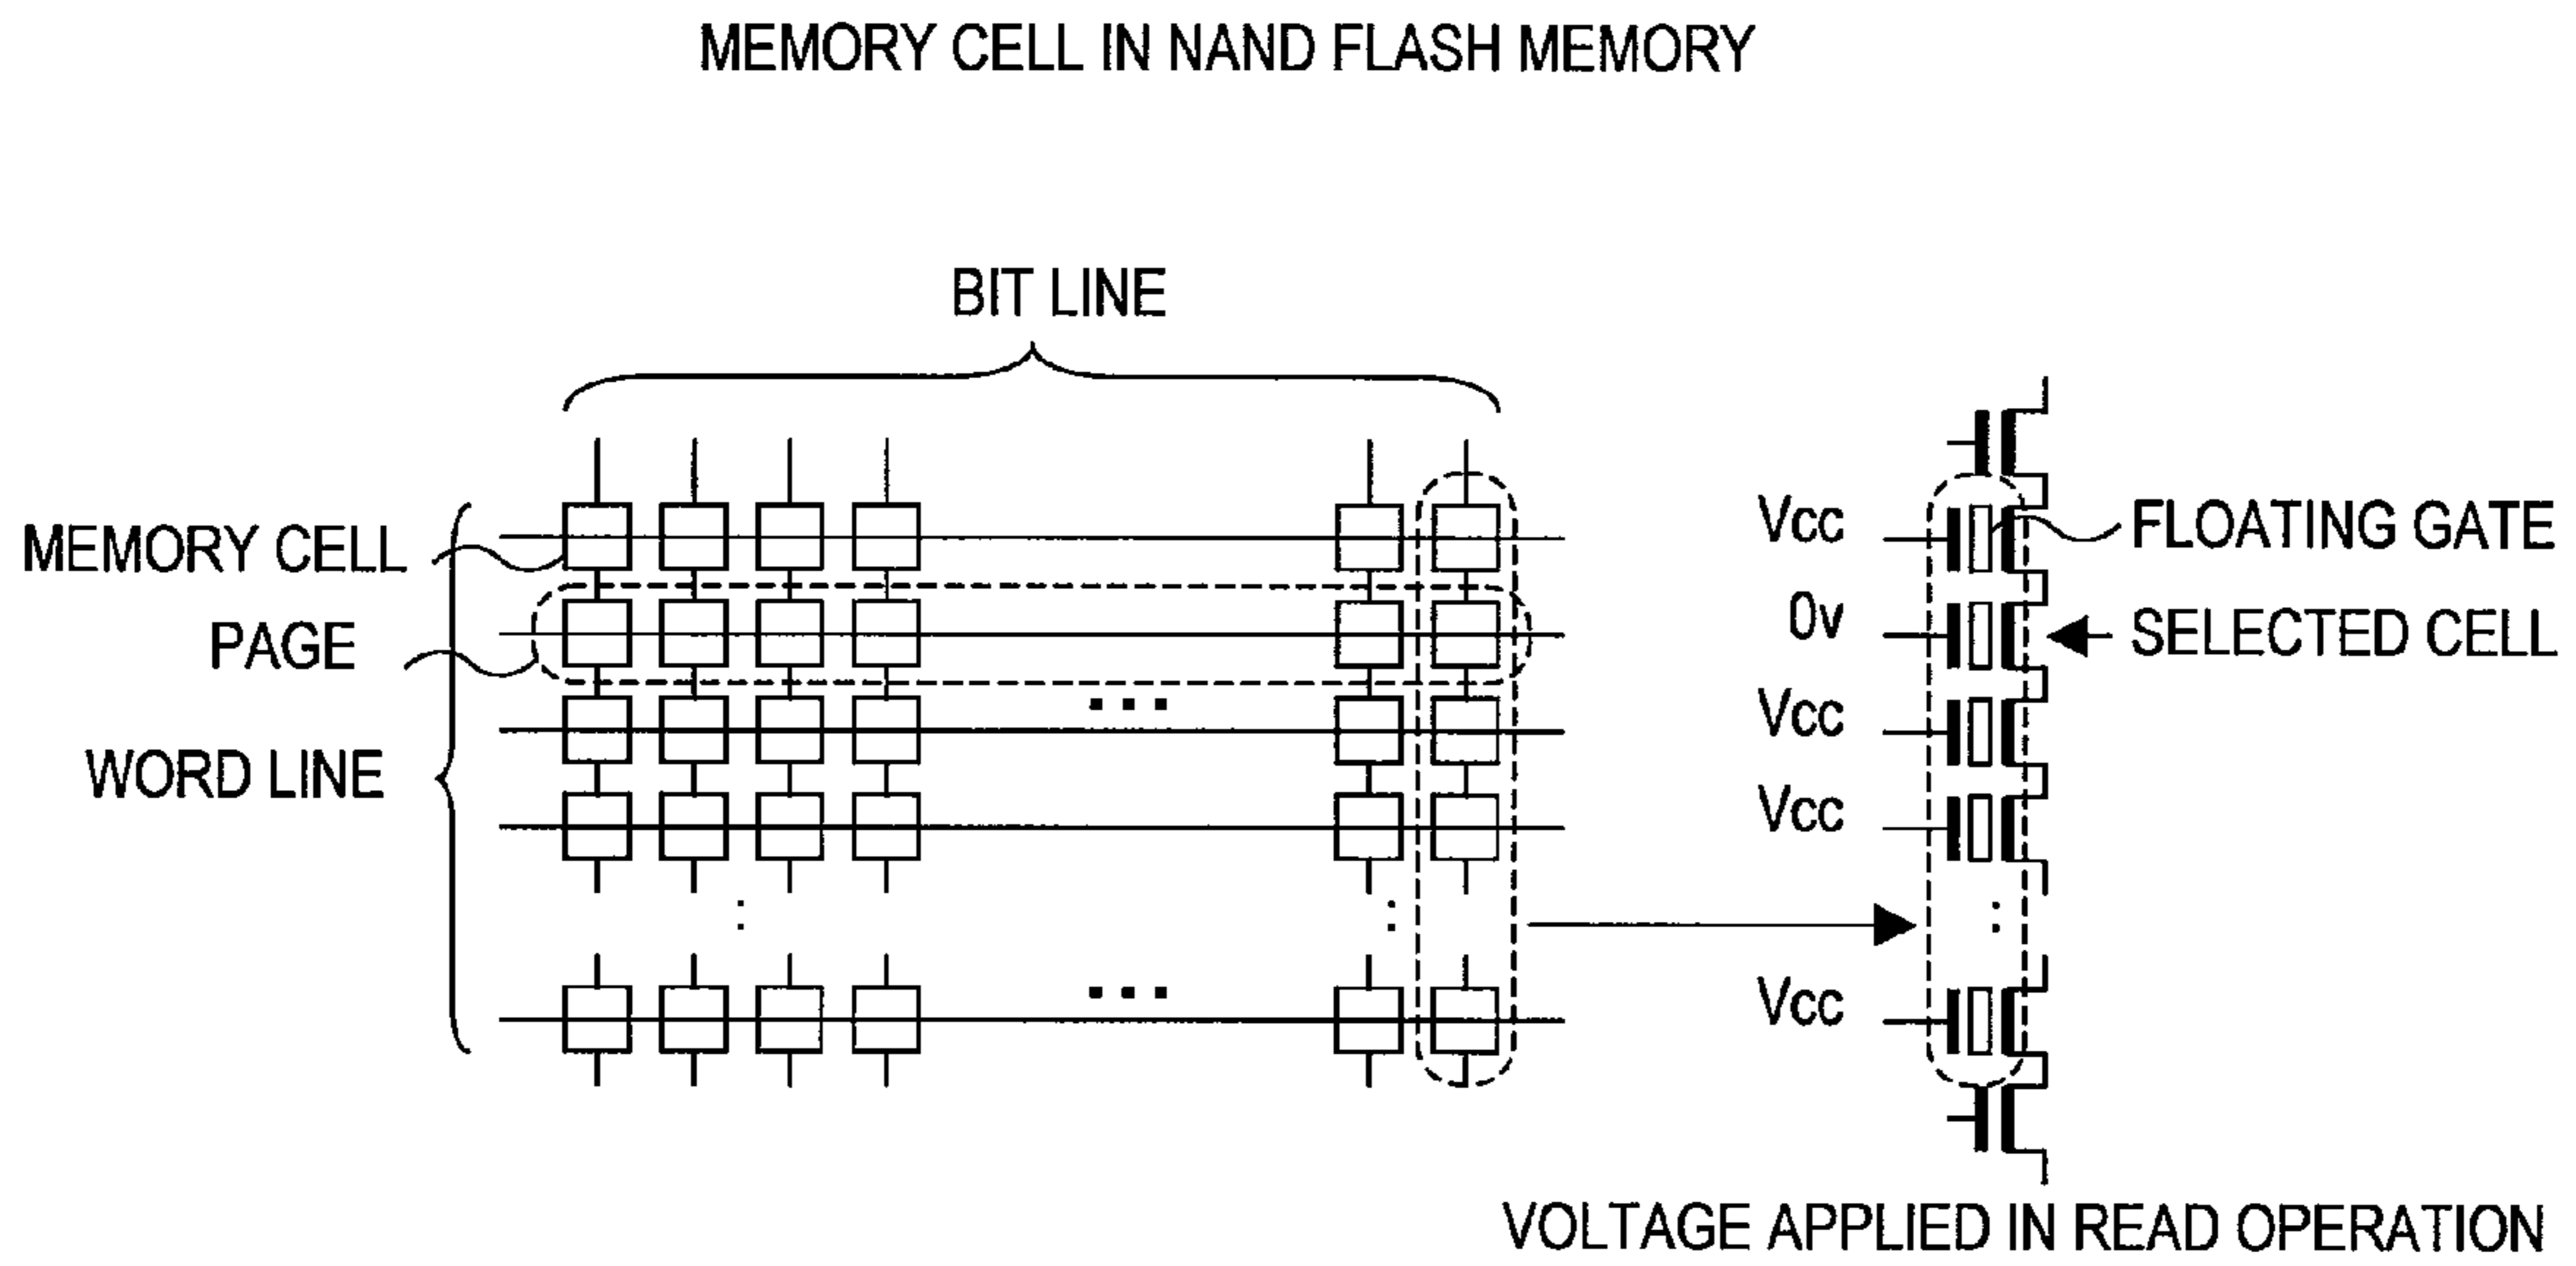 MEMORY CELL IN NAND FLASH MEMORY
BIT LINE
MEMORY CELL
PAGE
WORD LINE
Vcc
0v
Vcc
Vcc
Vcc
FLOATING GATE
SELECTED CELL
VOLTAGE APPLIED IN READ OPERATION